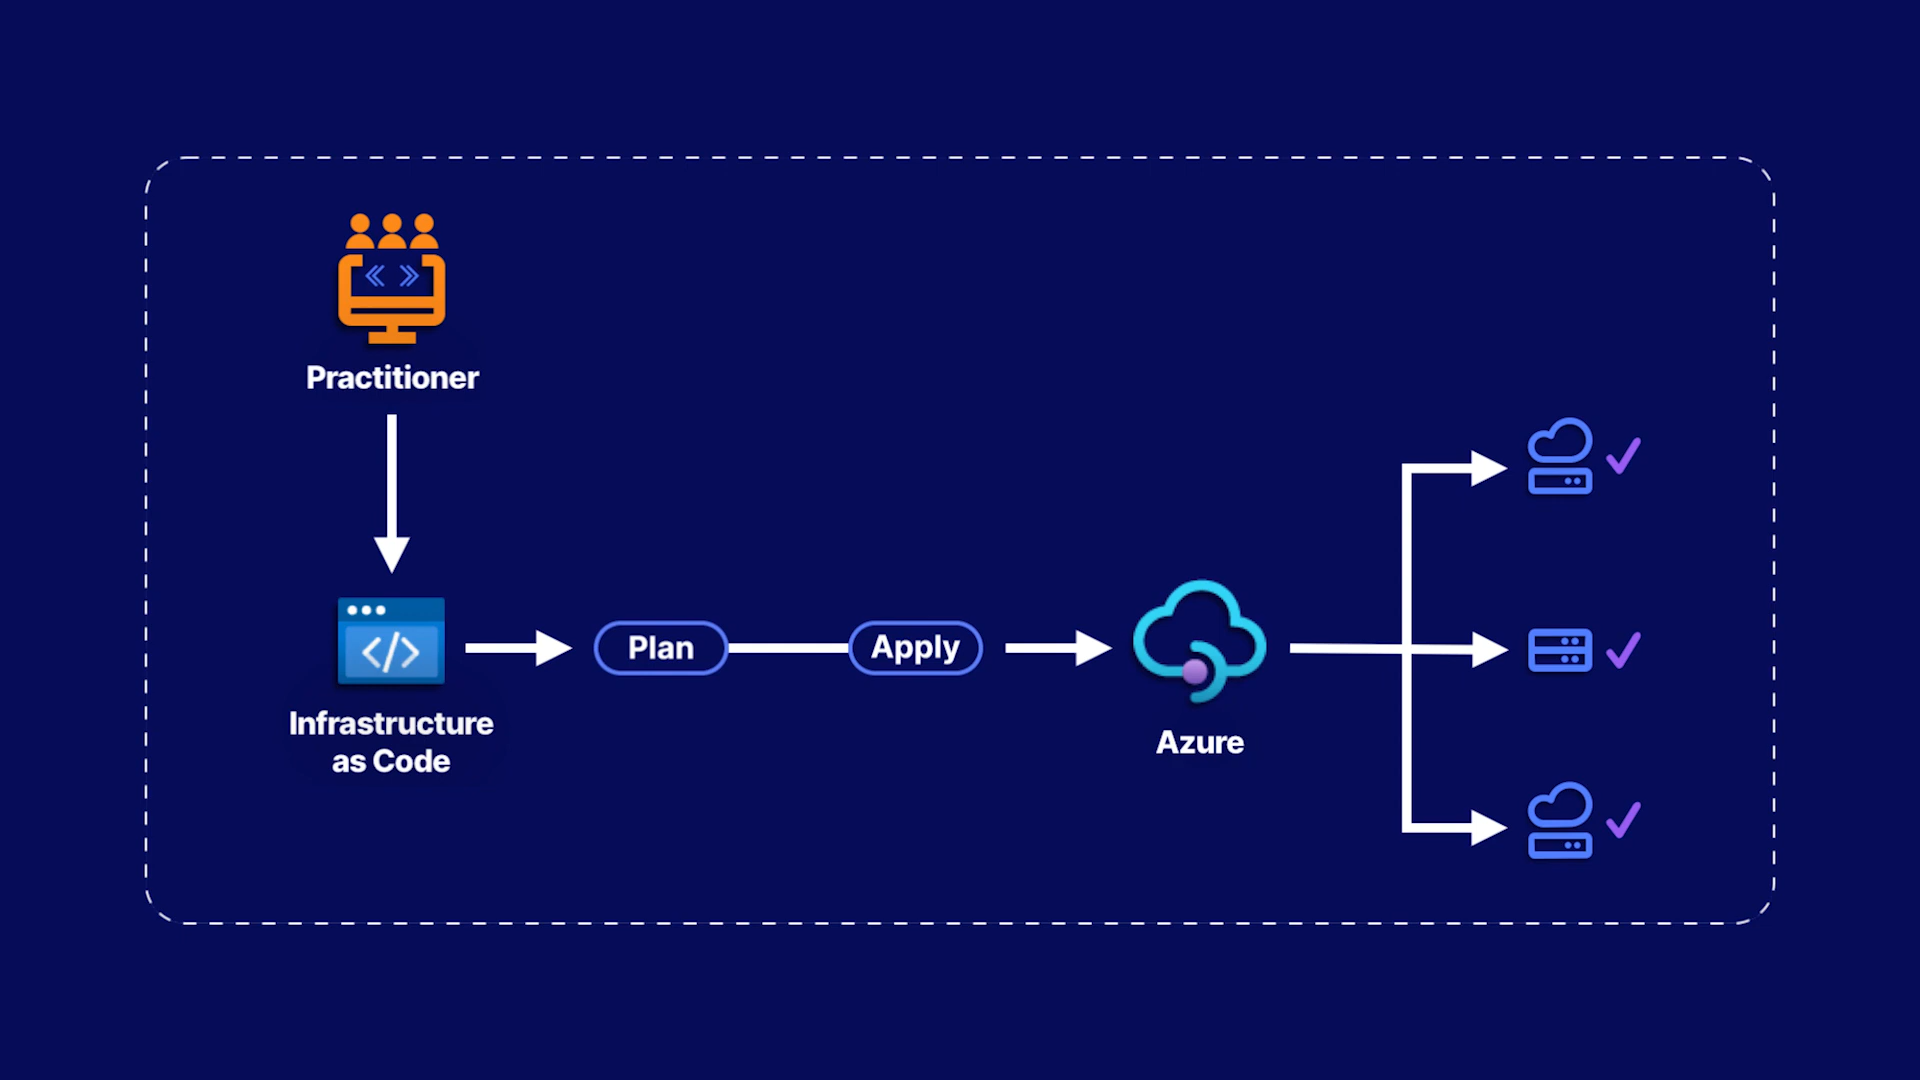 Practitioner
Infrastructure
as Code
Plan
Apply
Azure